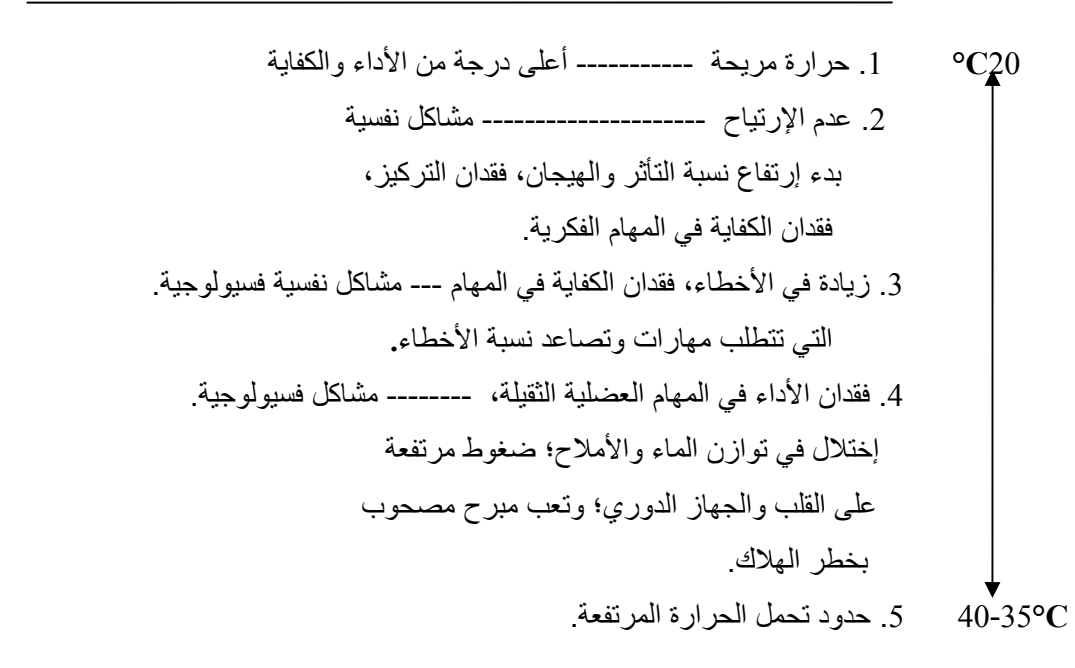 °C20 1. حرارة مريحة ----------- أعلى درجة من الأداء والكفاية
2. عدم الإرتياح --------------------- مشاكل نفسية
بدء إرتفاع نسبة التأثر والهيجان، فقدان التركيز،
فقدان الكفاية في المهام الفكرية.
3. زيادة في الأخطاء، فقدان الكفاية في المهام --- مشاكل نفسية فسيولوجية.
التي تتطلب مهارات وتصاعد نسبة الأخطاء.
4. فقدان الأداء في المهام العضلية الثقيلة، -------- مشاكل فسيولوجية.
إختلال في توازن الماء والأملاح؛ ضغوط مرتفعة
على القلب والجهاز الدوري؛ وتعب مبرح مصحوب
بخطر الهلاك.
40-35°C 5. حدود تحمل الحرارة المرتفعة.